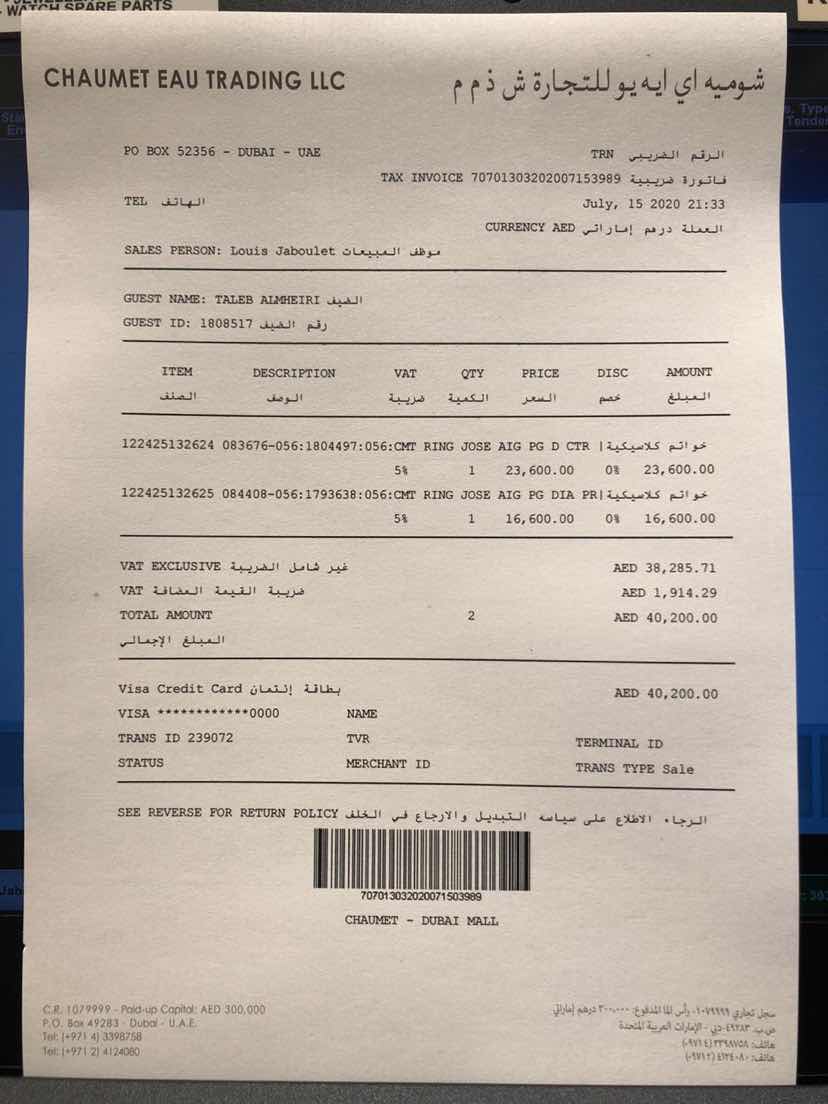 WATCH SPARE PARTS
CHAUMET EAU TRADING LLC شوميه اي ايه يو للتجارة ش ذ م م
PO BOX 52356 - DUBAI - UAE TRN الرقم الضريبي
TAX INVOICE 70701303202007153989 فاتورة ضريبية
TEL الهاتف July, 15 2020 21:33
CURRENCY AED العملة درهم إماراتي
SALES PERSON: Louis Jaboulet موظف المبيعات
GUEST NAME: TALEB ALMHEIRI الضيف
GUEST ID: 1808517 رقم الضيف
ITEM DESCRIPTION VAT QTY PRICE DISC AMOUNT
الصنف الوصف ضريبة الكمية السعر خصم المبلغ
122425132624 083676-056:1804497:056:CMT RING JOSE AIG PG D CTR |خواتم كلاسيكية
5% 1 23,600.00 0% 23,600.00
122425132625 084408-056:1793638:056:CMT RING JOSE AIG PG DIA PR|خواتم كلاسيكية
5% 1 16,600.00 0% 16,600.00
VAT EXCLUSIVE غير شامل الضريبة AED 38,285.71
VAT ضريبة القيمة المضافة AED 1,914.29
TOTAL AMOUNT 2 AED 40,200.00
المبلغ الإجمالي
Visa Credit Card بطاقة إئتمان AED 40,200.00
VISA ************0000 NAME
TRANS ID 239072 TVR TERMINAL ID
STATUS MERCHANT ID TRANS TYPE Sale
SEE REVERSE FOR RETURN POLICY الرجاء الاطلاع على سياسه التبديل والارجاع في الخلف
707013032020071503989
CHAUMET - DUBAI MALL
C.R. 1079999 - Paid-up Capital: AED 300,000 سجل تجاري ١٠٧٩٩٩٩- رأس الما المدفوع: ٣٠٠,٠٠٠ درهم إماراتي
P.O. Box 49283 - Dubai - U.A.E. ص.ب. ٤٩٢٨٣-دبي - الإمارات العربية المتحدة
Tel: (+971 4) 3398758 هاتف: ٣٣٩٨٧٥٨ (٩٧١٤+)
Tel: (+971 2) 4124080 هاتف: ٤١٢٤٠٨٠ (٩٧١٢+)